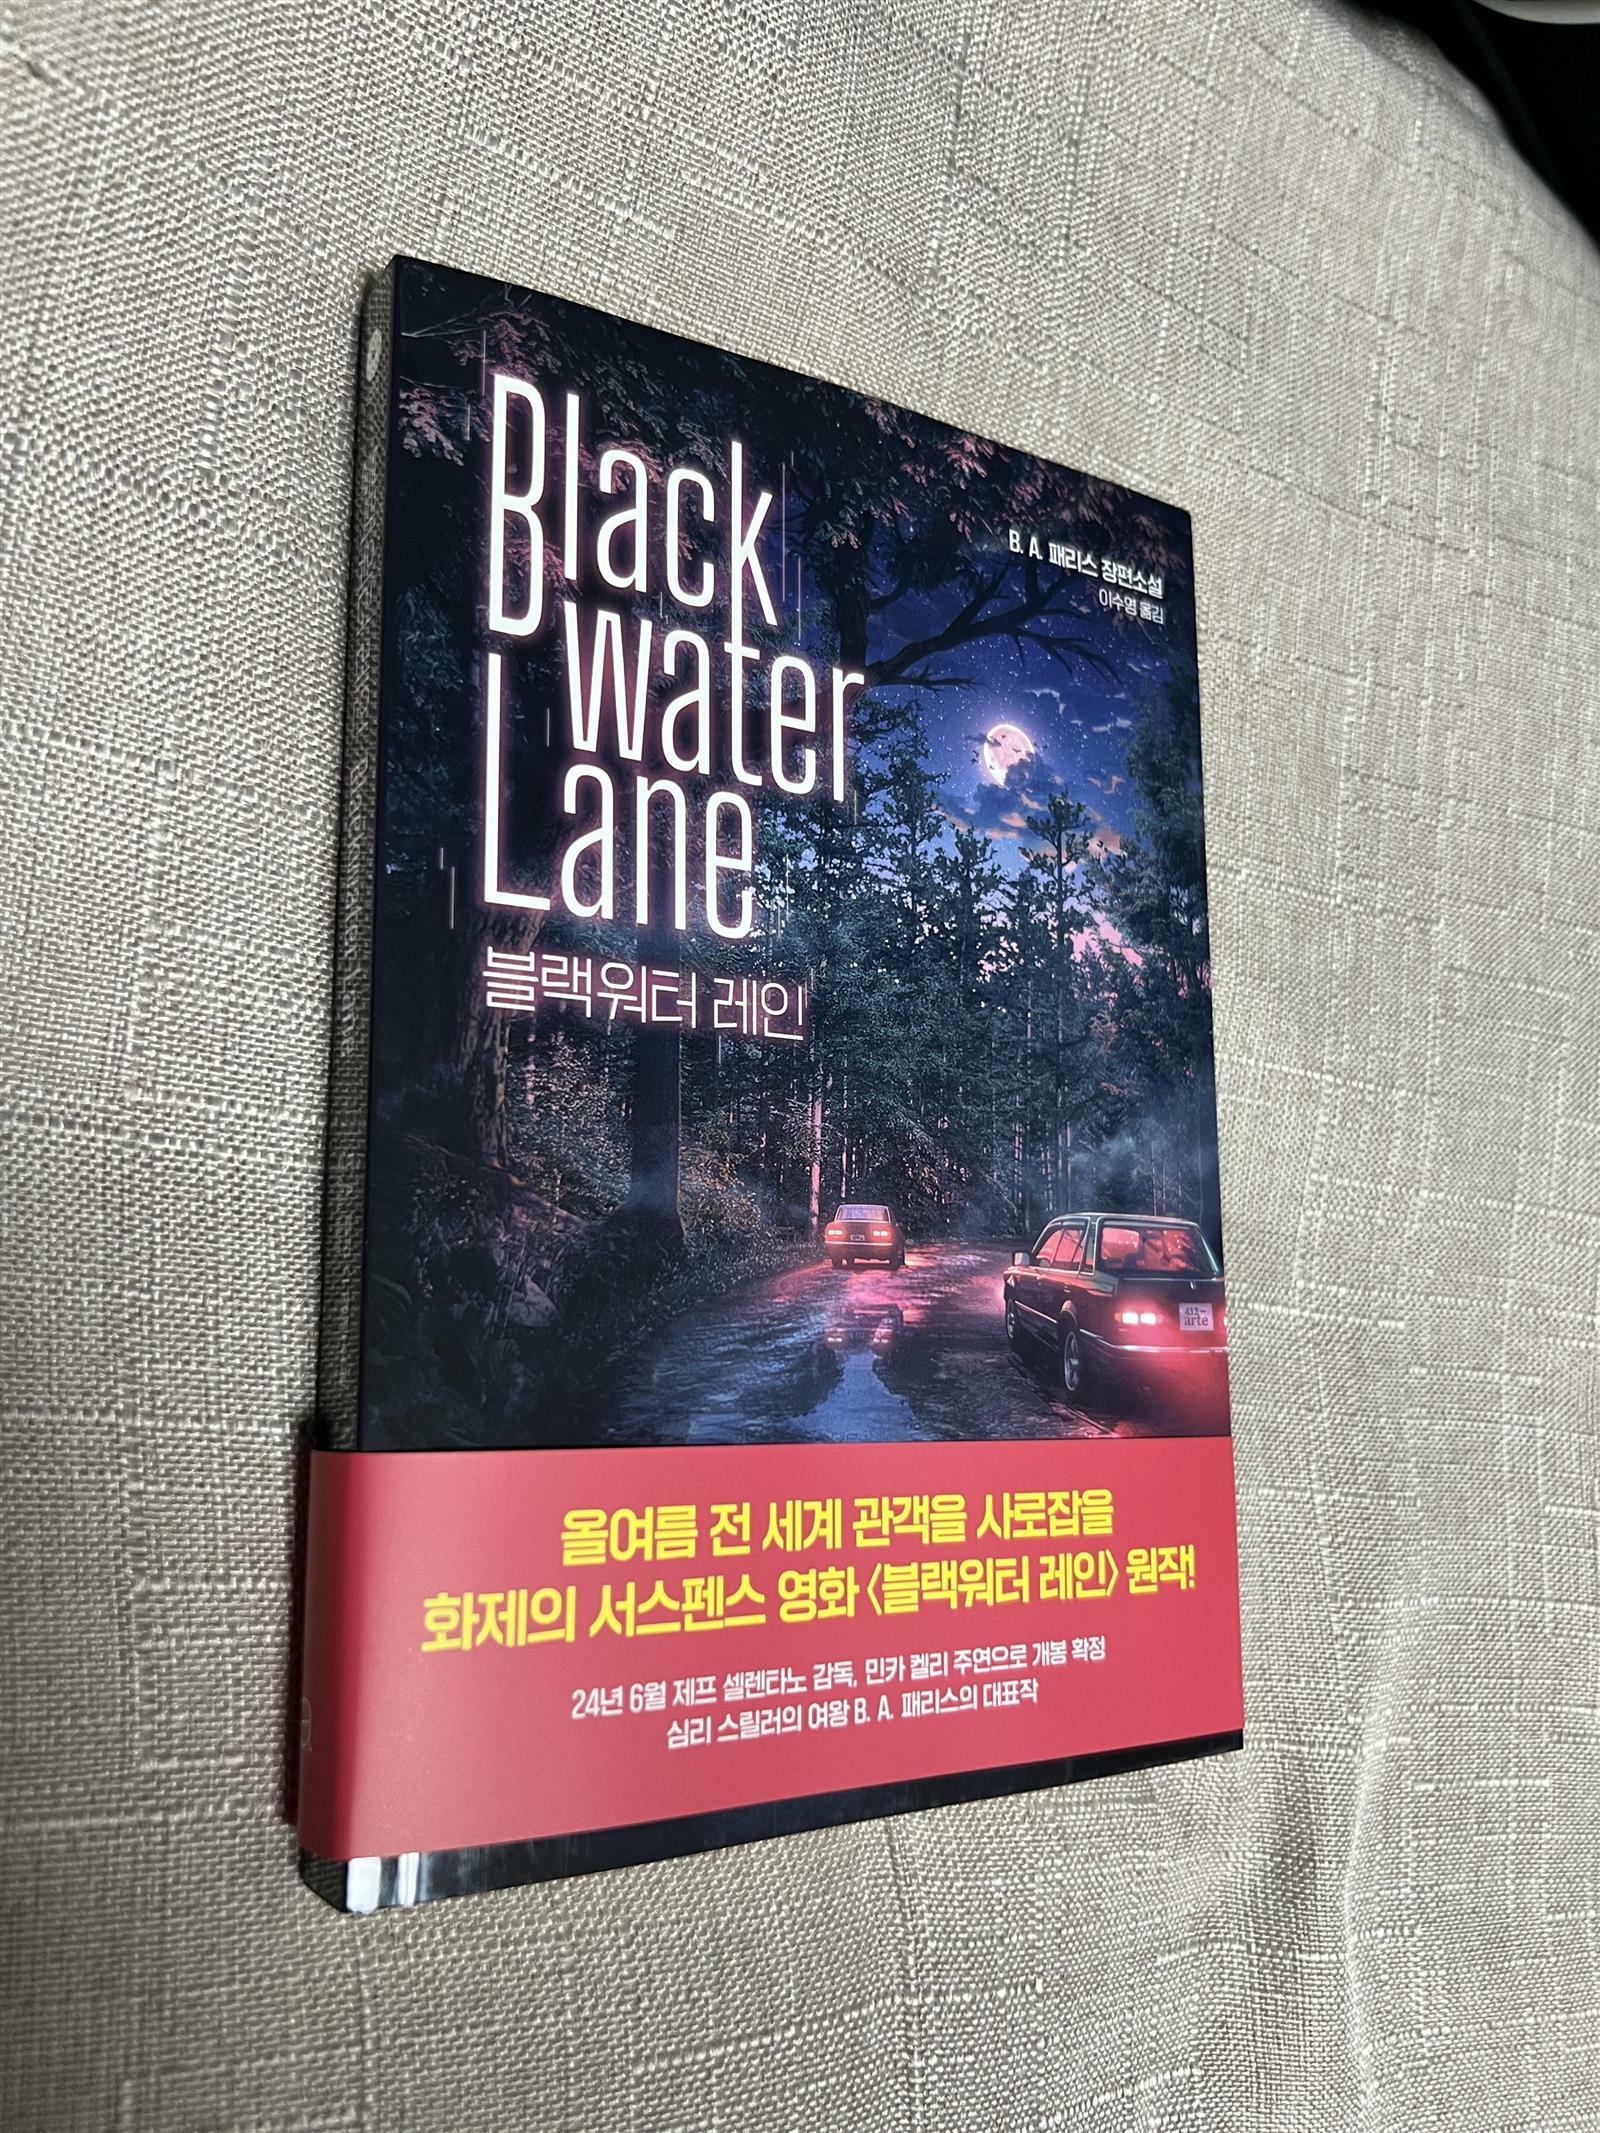 Black
water
Lane
블랙워터 레인
B. A. 패리스 장편소설
이수영 옮김
432—
arte
올여름 전 세계 관객을 사로잡을
화제의 서스펜스 영화 〈블랙워터 레인〉 원작!
24년 6월 제프 셀렌타노 감독, 민카 켈리 주연으로 개봉 확정
심리 스릴러의 여왕 B. A. 패리스의 대표작
a